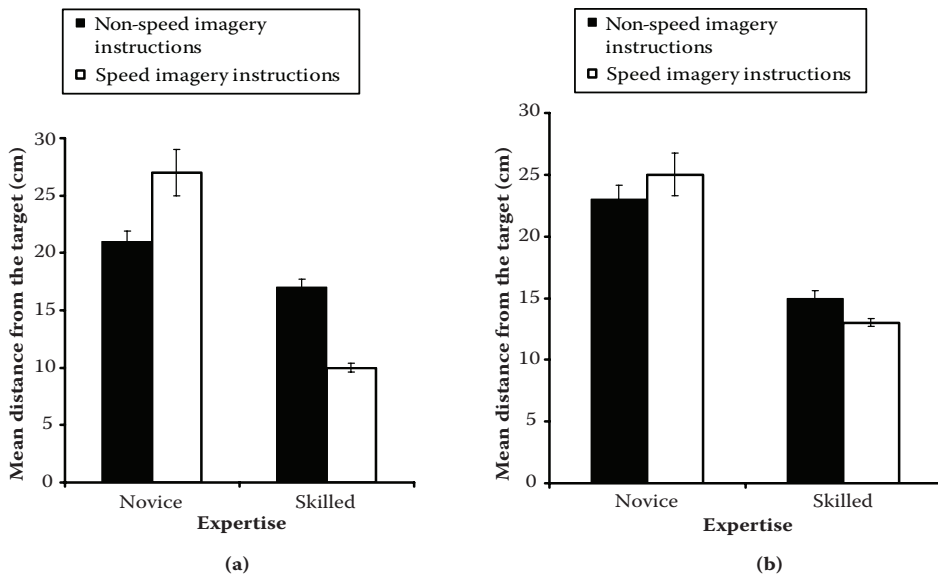 Non-speed imagery
instructions
Speed imagery instructions
Mean distance from the target (cm)
30
25
20
15
10
5
0
Novice
Skilled
Expertise
(a)
Non-speed imagery
instructions
Speed imagery instructions
Mean distance from the target (cm)
30
25
20
15
10
5
0
Novice
Skilled
Expertise
(b)